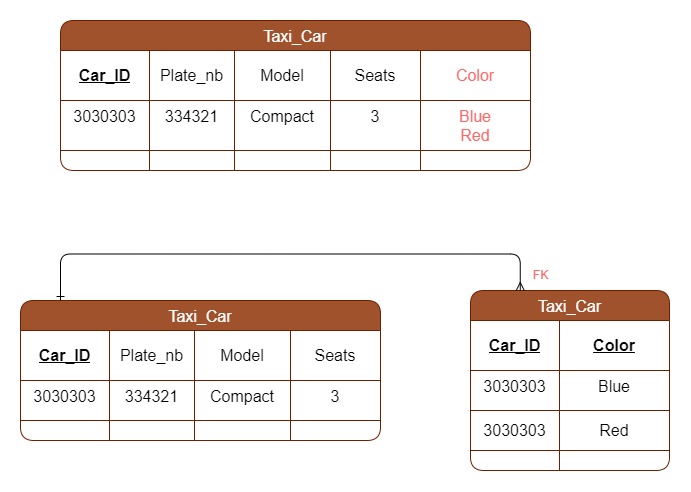 Taxi_Car
Car_ID Plate_nb Model Seats Color
3030303 334321 Compact 3 Blue
Red
FK
Taxi_Car
Car_ID Plate_nb Model Seats
3030303 334321 Compact 3
Taxi_Car
Car_ID Color
3030303 Blue
3030303 Red